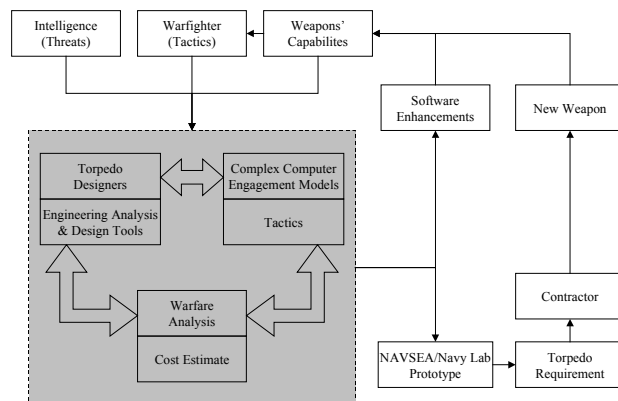 Intelligence
(Threats)
Warfighter
(Tactics)
Weapons'
Capabilites
Software
Enhancements
New Weapon
Torpedo
Designers
Engineering Analysis
& Design Tools
Complex Computer
Engagement Models
Tactics
Warfare
Analysis
Cost Estimate
Contractor
NAVSEA/Navy Lab
Prototype
Torpedo
Requirement